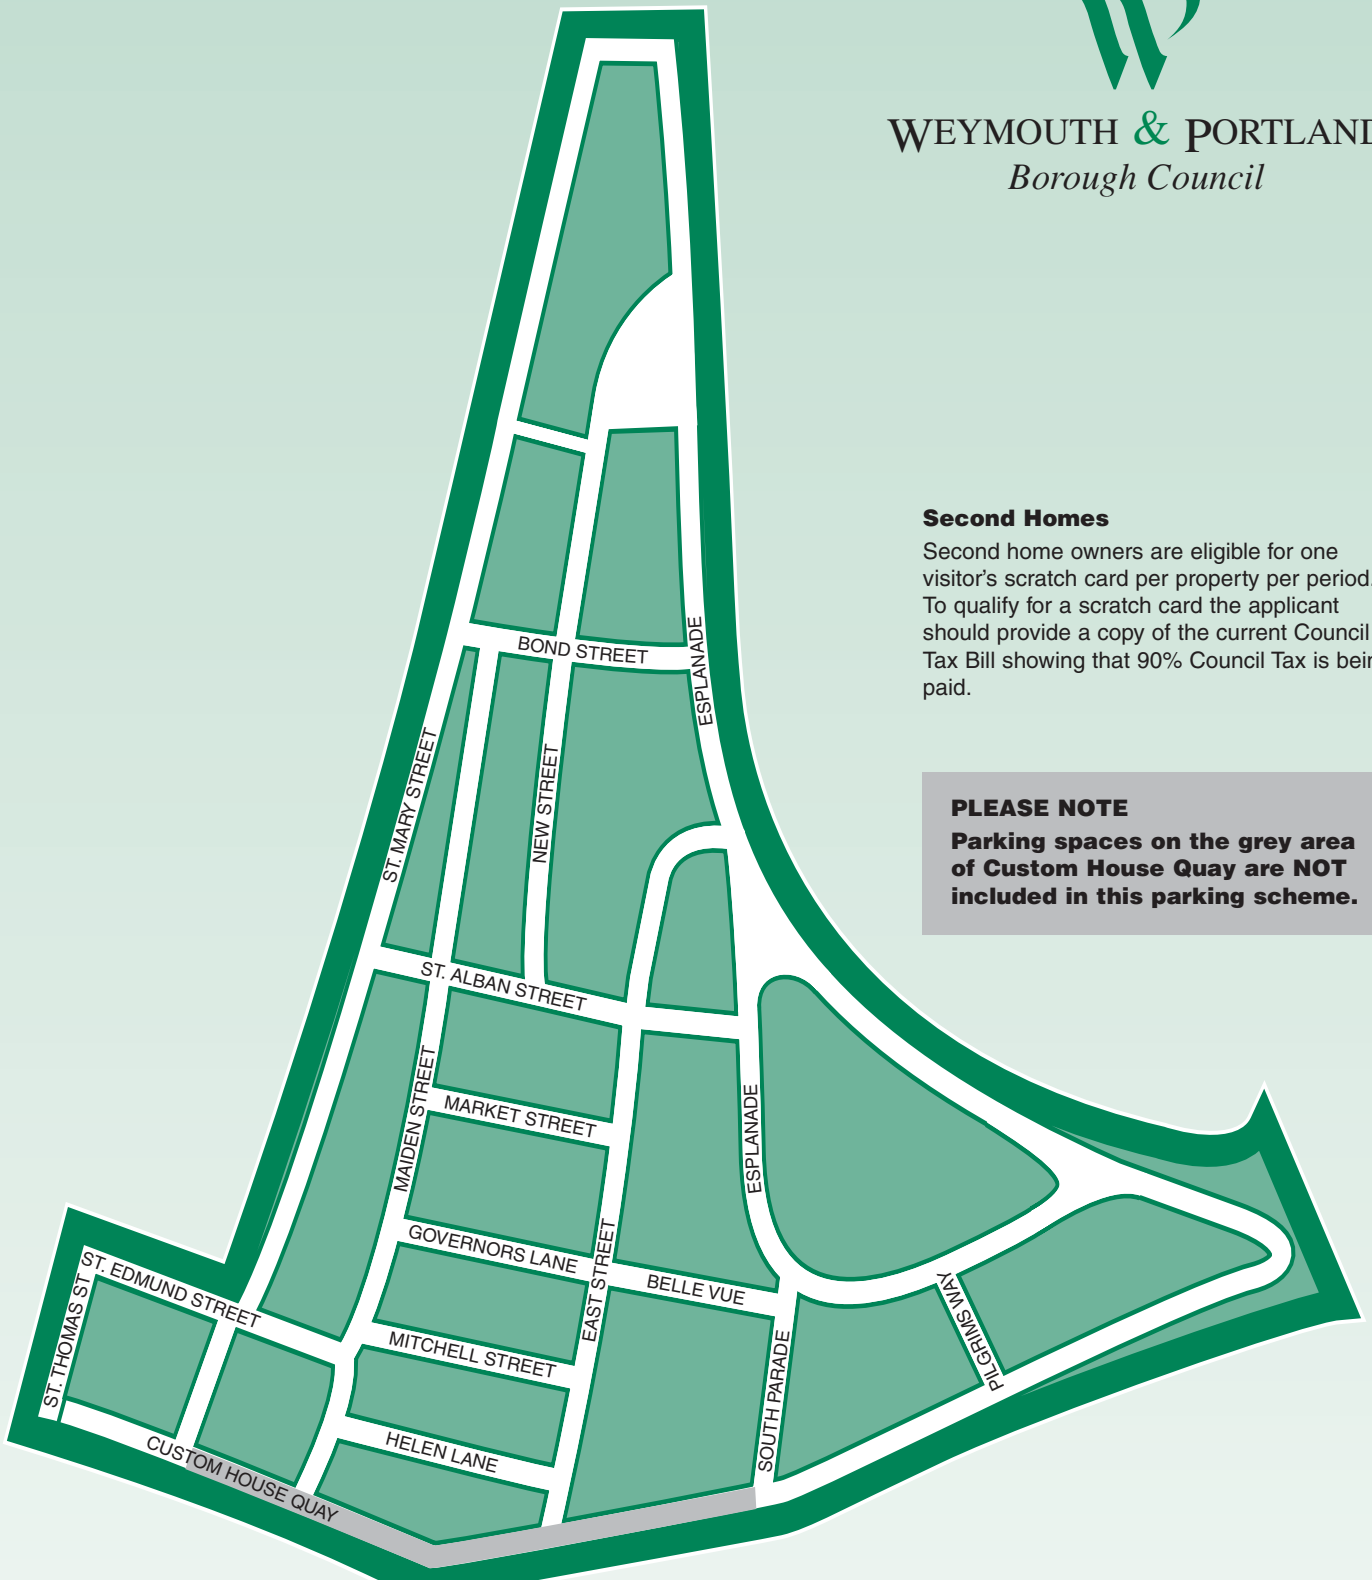 WEYMOUTH & PORTLAND
Borough Council
Second Homes
Second home owners are eligible for one
visitor's scratch card per property per period.
To qualify for a scratch card the applicant
should provide a copy of the current Council
Tax Bill showing that 90% Council Tax is bein
paid.
PLEASE NOTE
Parking spaces on the grey area
of Custom House Quay are NOT
included in this parking scheme.
BOND STREET
ESPLANADE
ST. MARY STREET
NEW STREET
ST. ALBAN STREET
MAIDEN STREET
MARKET STREET
ESPLANADE
GOVERNORS LANE
EAST STREET
BELLE VUE
ST. EDMUND STREET
ST. THOMAS ST
MITCHELL STREET
SOUTH PARADE
PILGRIMS WAY
HELEN LANE
CUSTOM HOUSE QUAY